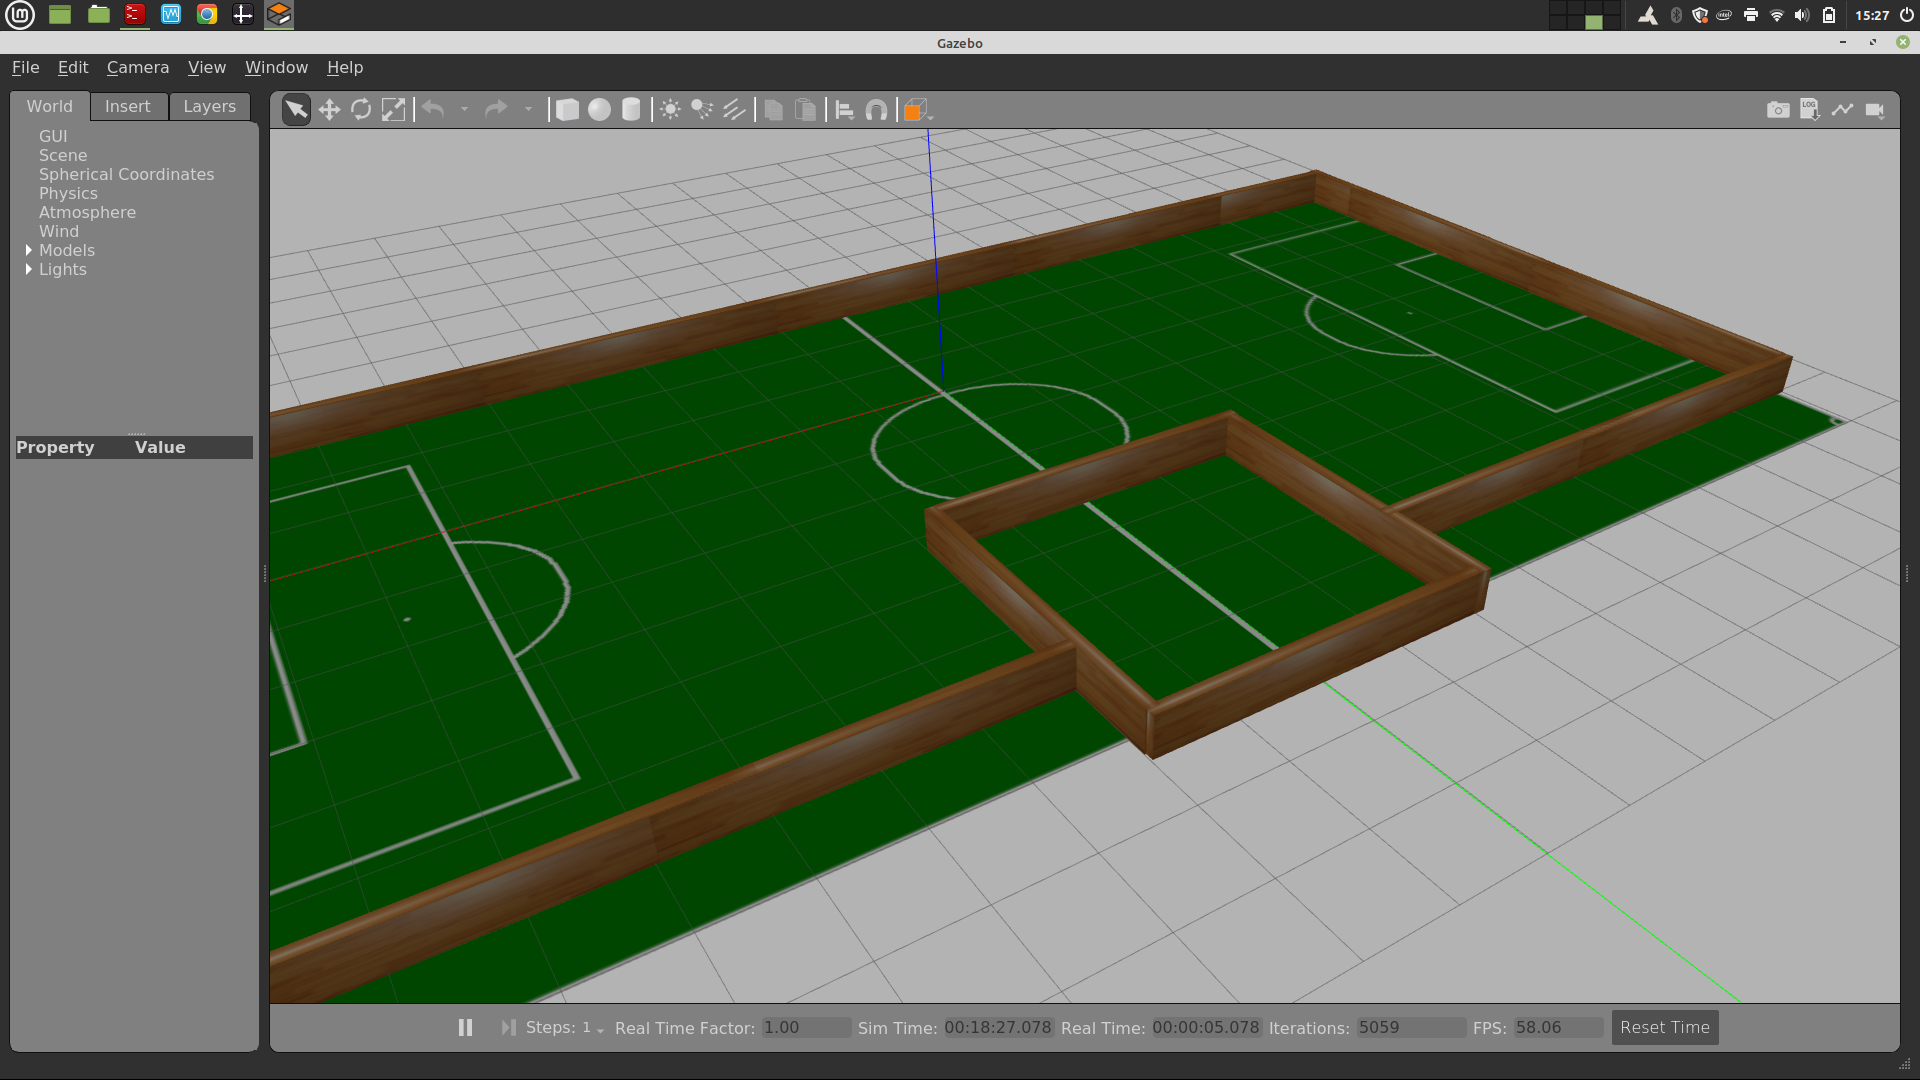 15:27
Gazebo
File Edit Camera View Window Help
World Insert Layers
LOG
GUI
Scene
Spherical Coordinates
Physics
Atmosphere
Wind
Models
Lights
Property Value
Steps: 1 Real Time Factor: 1.00 Sim Time: 00:18:27.078 Real Time: 00:00:05.078 Iterations: 5059 FPS: 58.06 Reset Time